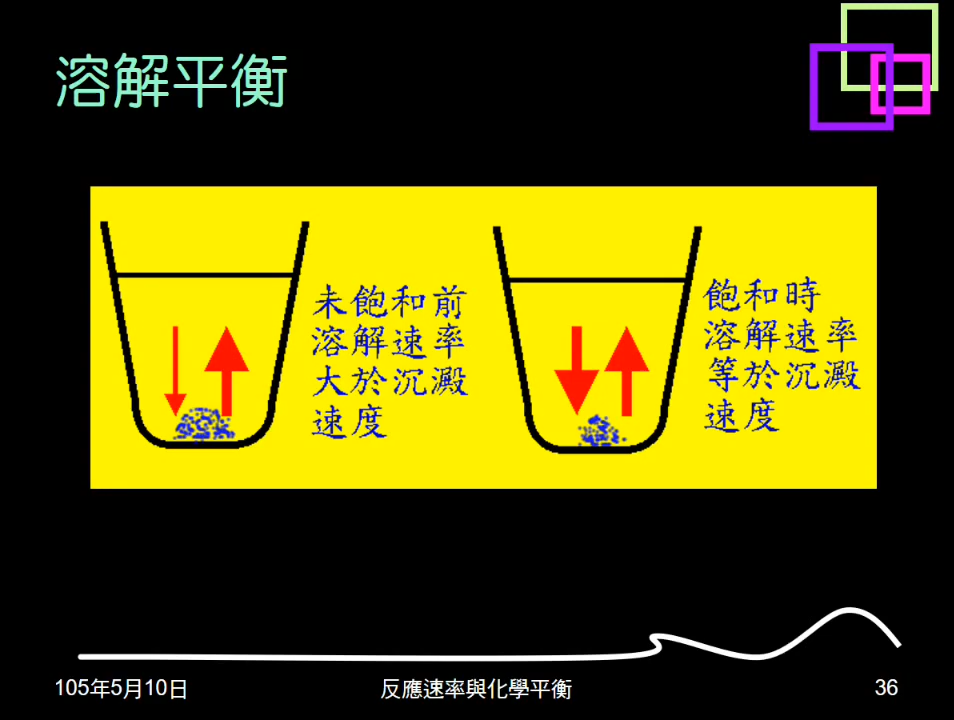 溶解平衡
未飽和前
溶解速率
大於沉澱
速度
飽和時
溶解速率
等於沉澱
速度
105年5月10日
反應速率與化學平衡
36